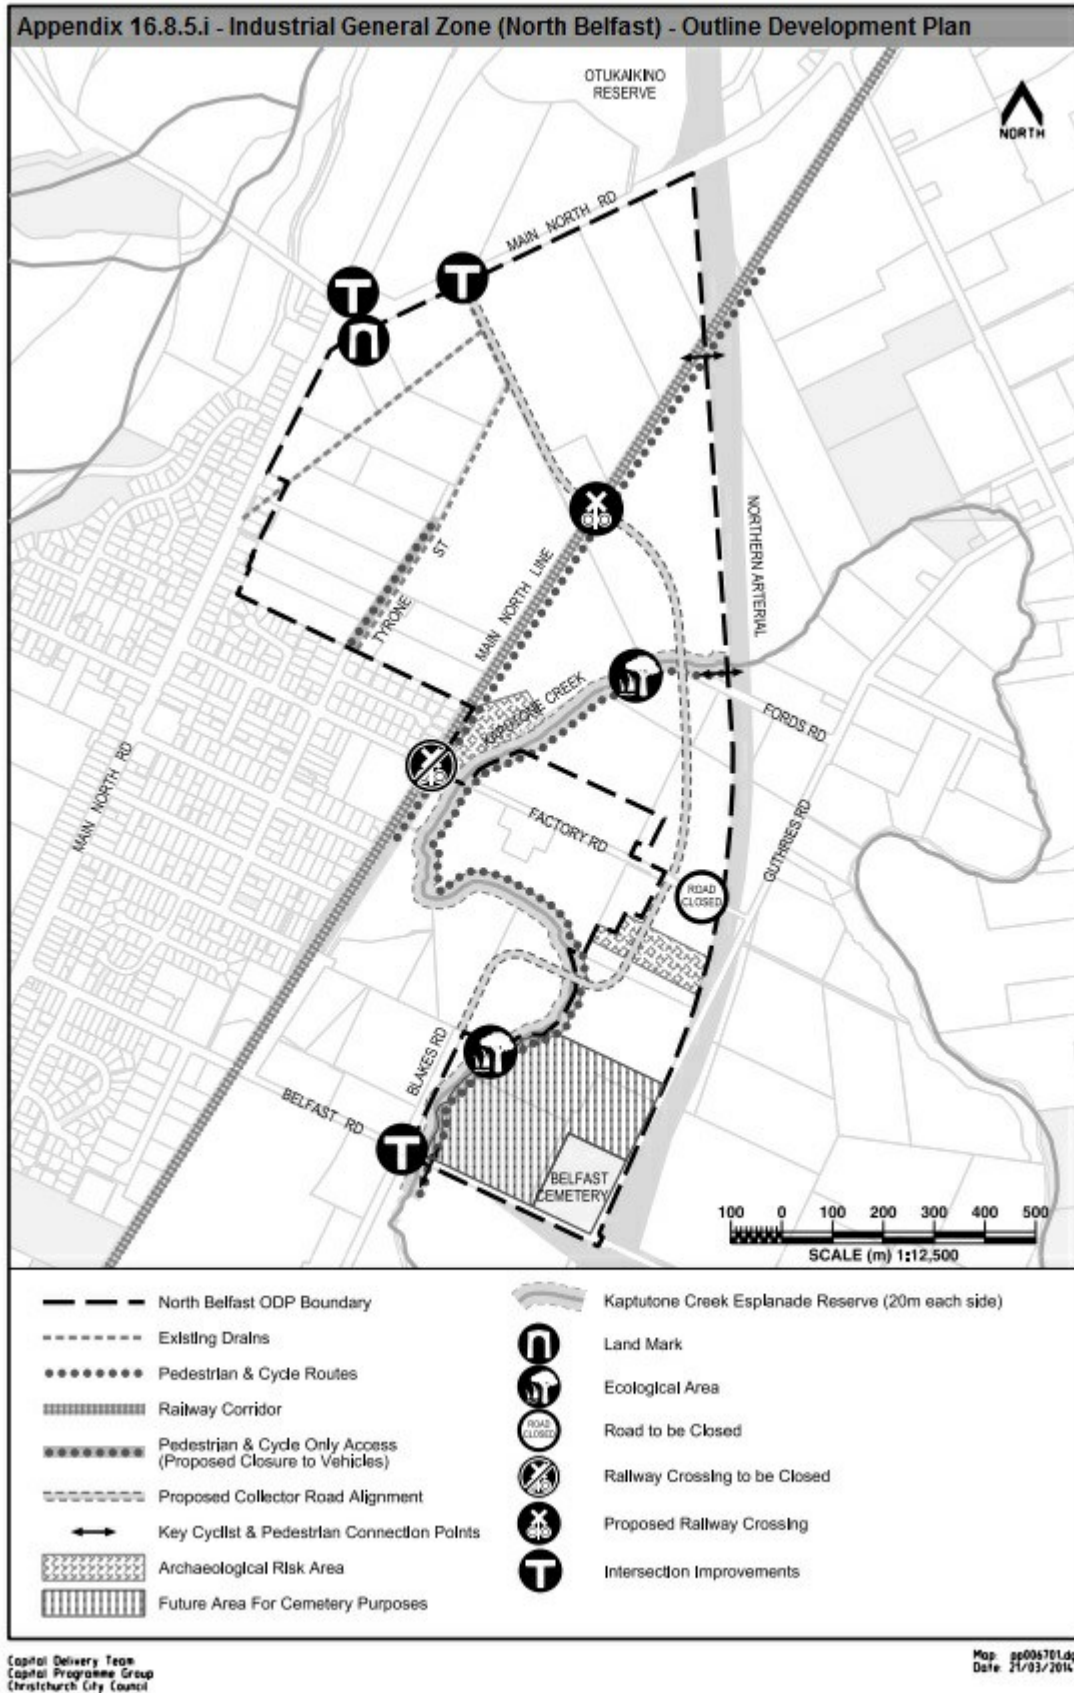 Appendix 16.8.5.i - Industrial General Zone (North Belfast) - Outline Development Plan
OTUKAIKINO
RESERVE
NORTH
MAIN NORTH RD
NORTHERN ARTERIAL
TYRONE ST
MAIN NORTH LINE
KAPUTONE CREEK
FORDS RD
MAIN NORTH RD
FACTORY RD
GUTHRIES RD
ROAD
CLOSED
BLAKES RD
BELFAST RD
BELFAST
CEMETERY
100 0 100 200 300 400 500
SCALE (m) 1:12,500
North Belfast ODP Boundary
Existing Drains
Pedestrian & Cycle Routes
Railway Corridor
Pedestrian & Cycle Only Access
(Proposed Closure to Vehicles)
Proposed Collector Road Alignment
Key Cyclist & Pedestrian Connection Points
Archaeological Risk Area
Future Area For Cemetery Purposes
Kaptutone Creek Esplanade Reserve (20m each side)
Land Mark
Ecological Area
ROAD
CLOSED
Road to be Closed
Railway Crossing to be Closed
Proposed Railway Crossing
Intersection Improvements
Capital Delivery Team
Capital Programme Group
Christchurch City Council
Map: pp006701.dg
Date: 21/03/2014